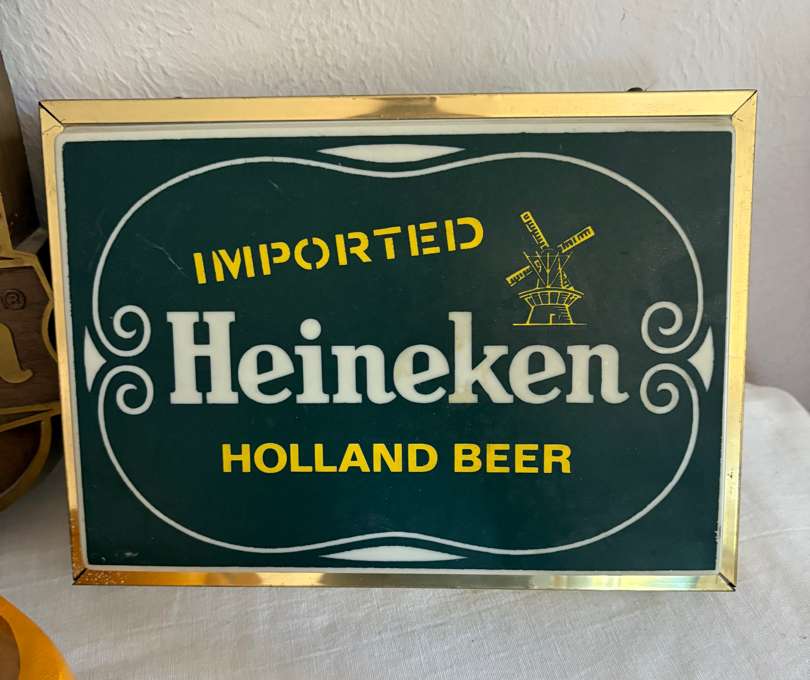 IMPORTED
Heineken
HOLLAND BEER
®